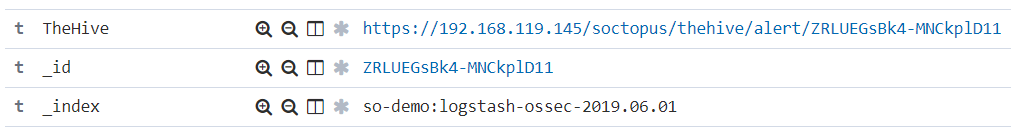 t TheHive https://192.168.119.145/soctopus/thehive/alert/ZRLUEGsBk4-MNCkplD11
t _id ZRLUEGsBk4-MNCkplD11
t _index so-demo:logstash-ossec-2019.06.01